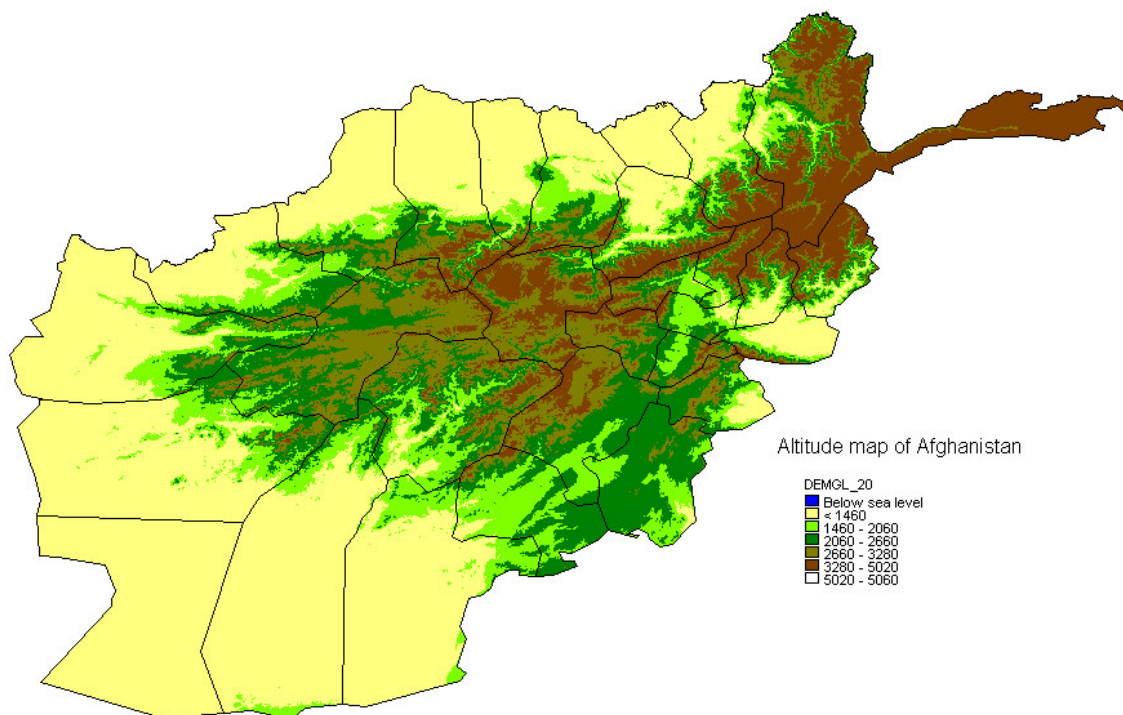 Altitude map of Afghanistan
DEMGL_20
Below sea level
< 1460
1460 - 2060
2060 - 2660
2660 - 3280
3280 - 5020
5020 - 5060